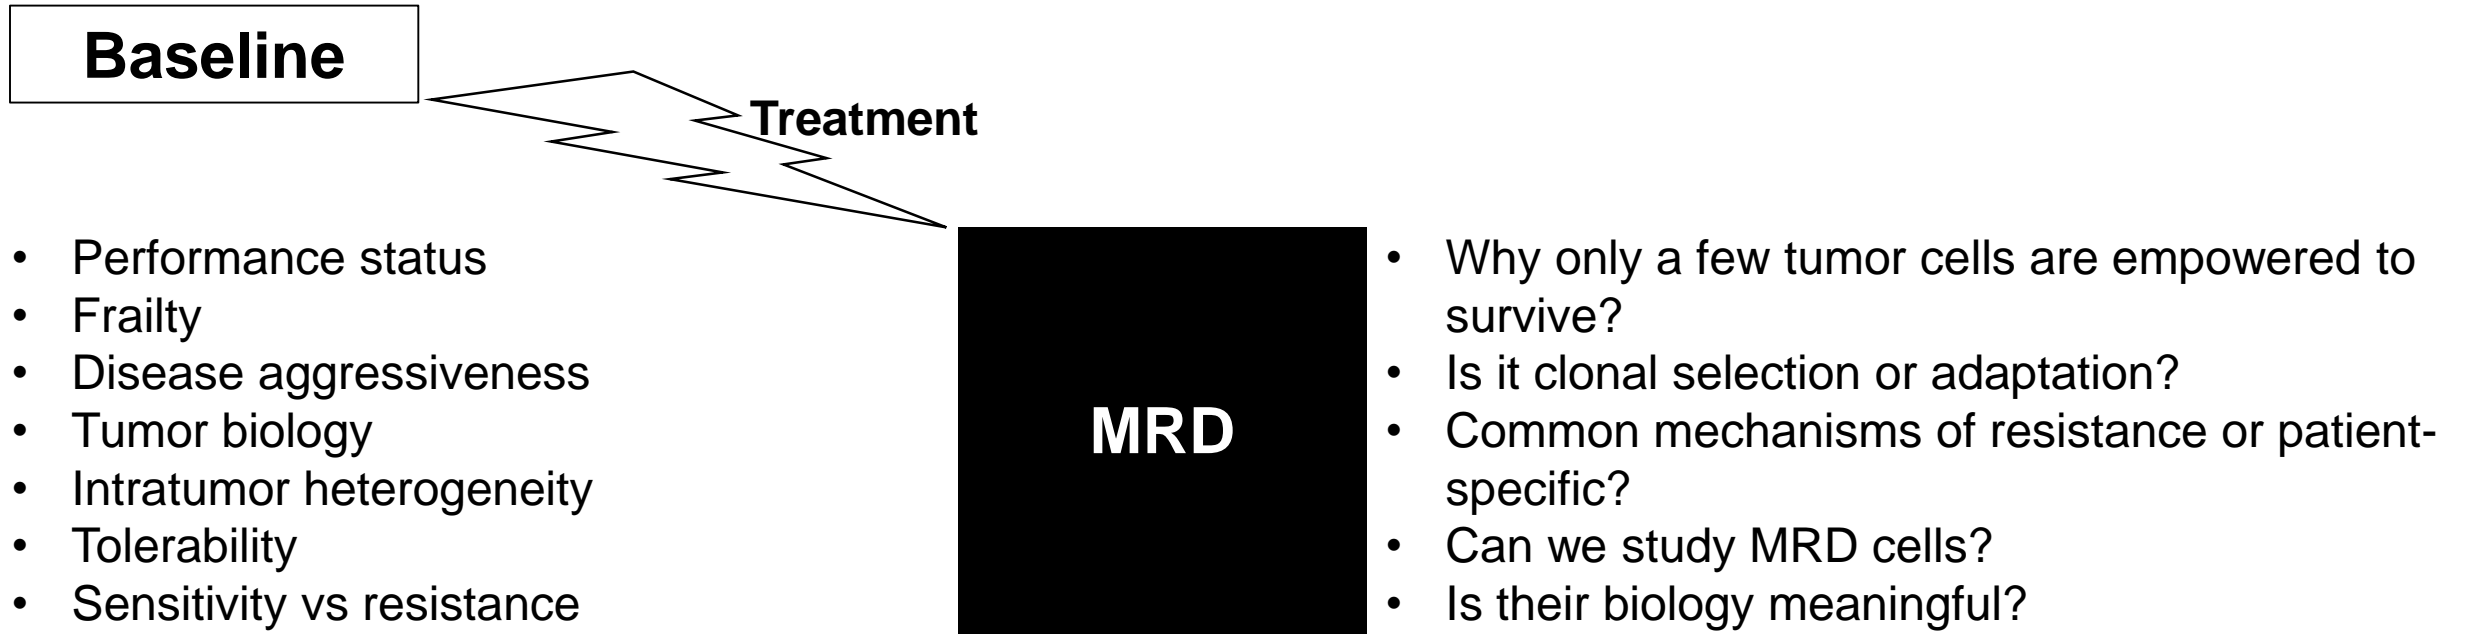 Baseline
Treatment
• Performance status
• Frailty
• Disease aggressiveness
• Tumor biology
• Intratumor heterogeneity
• Tolerability
• Sensitivity vs resistance
MRD
• Why only a few tumor cells are empowered to
survive?
• Is it clonal selection or adaptation?
• Common mechanisms of resistance or patient-
specific?
• Can we study MRD cells?
• Is their biology meaningful?